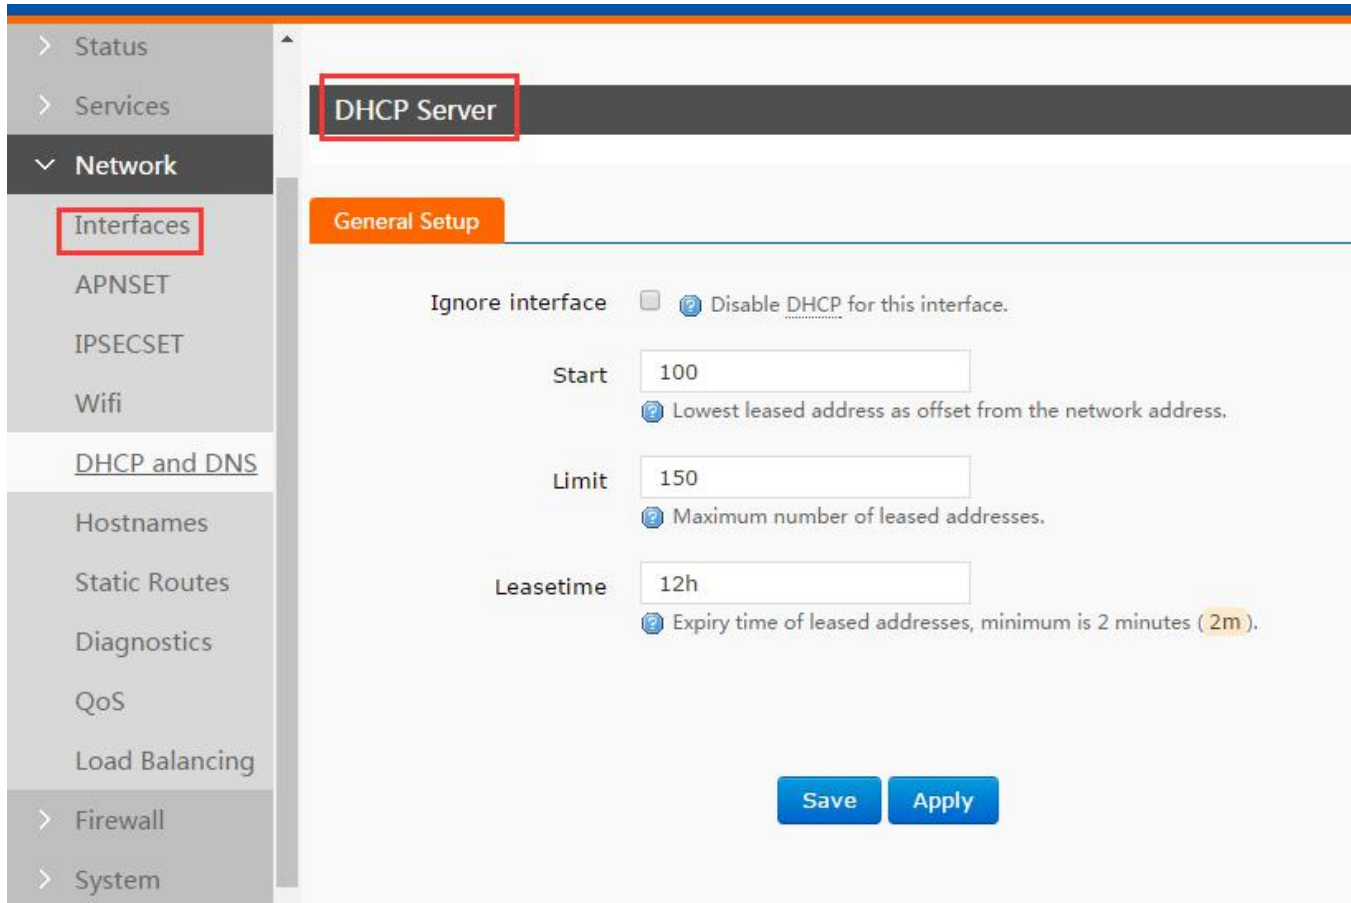 Status
Services
Network
Interfaces
APNSET
IPSECSET
Wifi
DHCP and DNS
Hostnames
Static Routes
Diagnostics
QoS
Load Balancing
Firewall
System
DHCP Server
General Setup
Ignore interface
Disable DHCP for this interface.
Start 100
Lowest leased address as offset from the network address.
Limit 150
Maximum number of leased addresses.
Leasetime 12h
Expiry time of leased addresses, minimum is 2 minutes (2m).
Save Apply